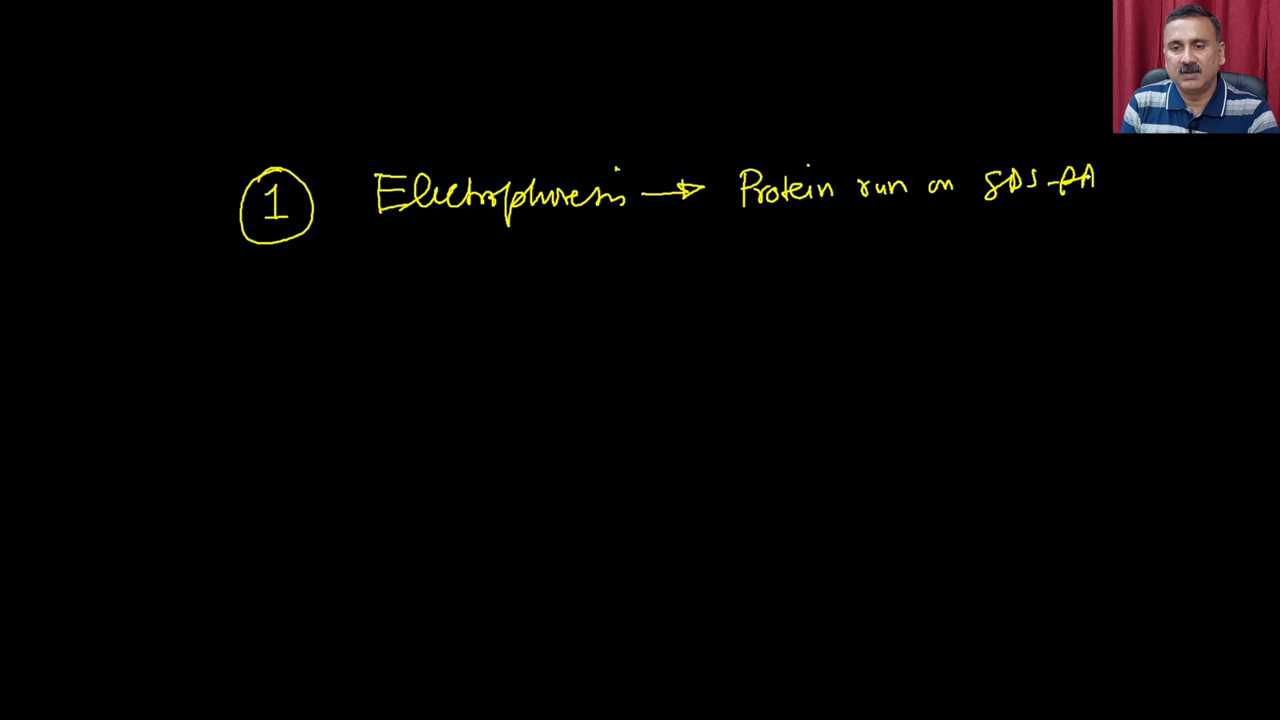 1 Electrophoresis → Protein run on SDS-PA